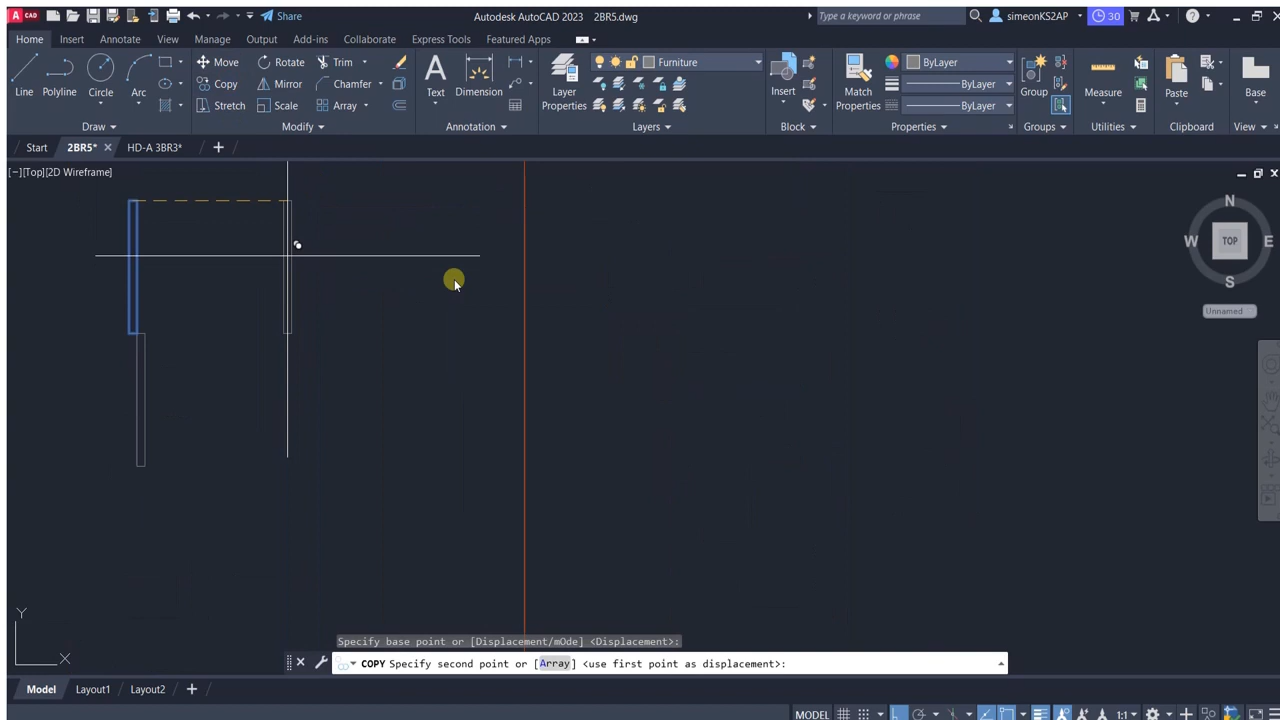 CAD Share Autodesk AutoCAD 2023 2BR5.dwg Type a keyword or phrase simeonKS2AP 30
Home Insert Annotate View Manage Output Add-ins Collaborate Express Tools Featured Apps
Line Polyline Circle Arc Move Rotate Trim Text Dimension Layer Properties Furniture Insert Match Properties ByLayer Group Measure Paste Base
Copy Mirror Chamfer ByLayer
Stretch Scale Array ByLayer
Draw Modify Annotation Layers Block Properties Groups Utilities Clipboard View
Start 2BR5* HD-A 3BR3*
[−][Top][2D Wireframe]
N
W TOP E
S
Unnamed
Y
X
Specify base point or [Displacement/mOde] <Displacement>:
COPY Specify second point or [Array] <use first point as displacement>:
Model Layout1 Layout2
MODEL 1:1